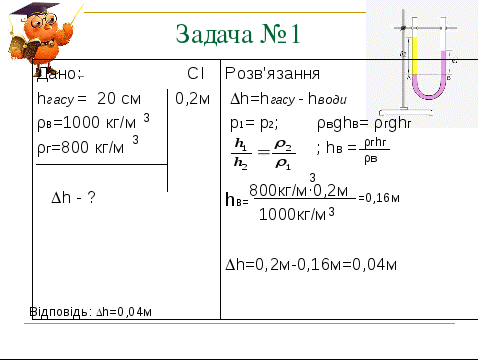 Задача №1
Дано: СІ
hгасу = 20 см 0,2м
ρв=1000 кг/м 3
ρг=800 кг/м 3
Δh - ?
Розв'язання
Δh=hгасу - hводи
p1= p2; ρвghв= ρгghг
h1/h2 = ρ2/ρ1 ; hв = ρгhг/ρв
hв= 800кг/м3·0,2м / 1000кг/м3 =0,16м
Δh=0,2м-0,16м=0,04м
Відповідь: Δh=0,04м